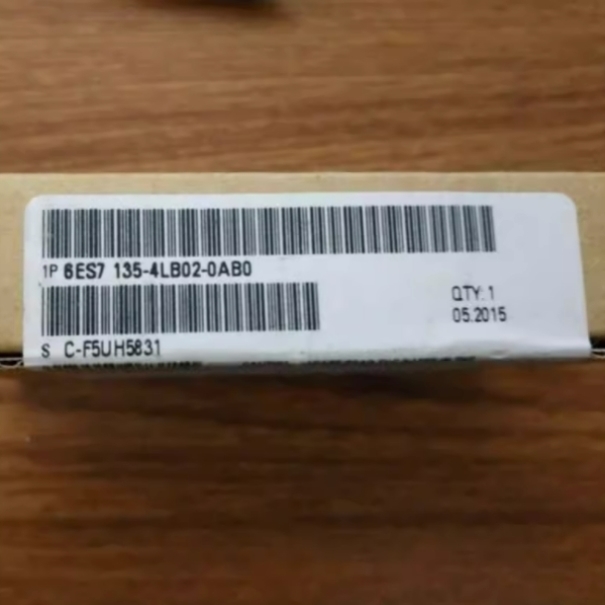 1P 6ES7 135-4LB02-0AB0
QTY: 1
05.2015
S C-F5UH5831